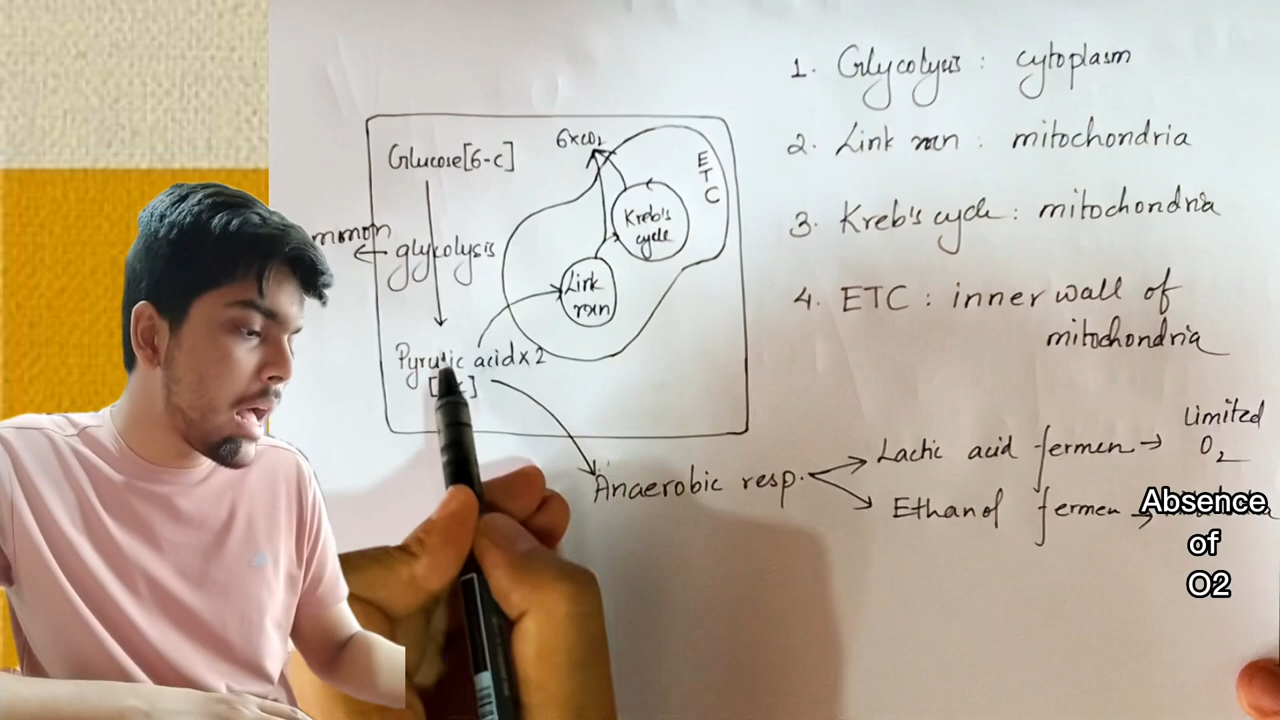 1. Glycolysis : cytoplasm
2. Link rxn : mitochondria
3. Kreb's cycle : mitochondria
4. ETC : inner wall of
mitochondria
Glucose[6-C]
6xCO2
ETC
Kreb's
cycle
glycolysis
Link
rxn
Pyruvic acid x 2
Anaerobic resp.
Lactic acid fermen → Limited
O2
Ethanol fermen →
Absence
of
O2